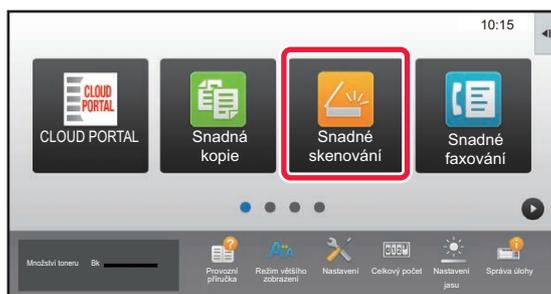 10:15
CLOUD
PORTAL
CLOUD PORTAL
Snadná
kopie
Snadné
skenování
Snadné
faxování
Množství toneru Bk
Provozní
příručka
Režim většího
zobrazení
Nastavení
Celkový počet
Nastavení
jasu
Správa úlohy